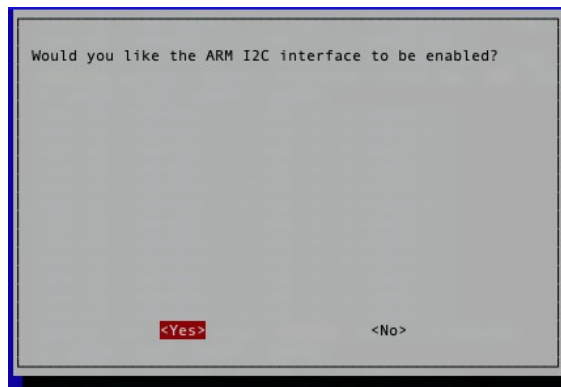 Would you like the ARM I2C interface to be enabled?
<Yes> <No>